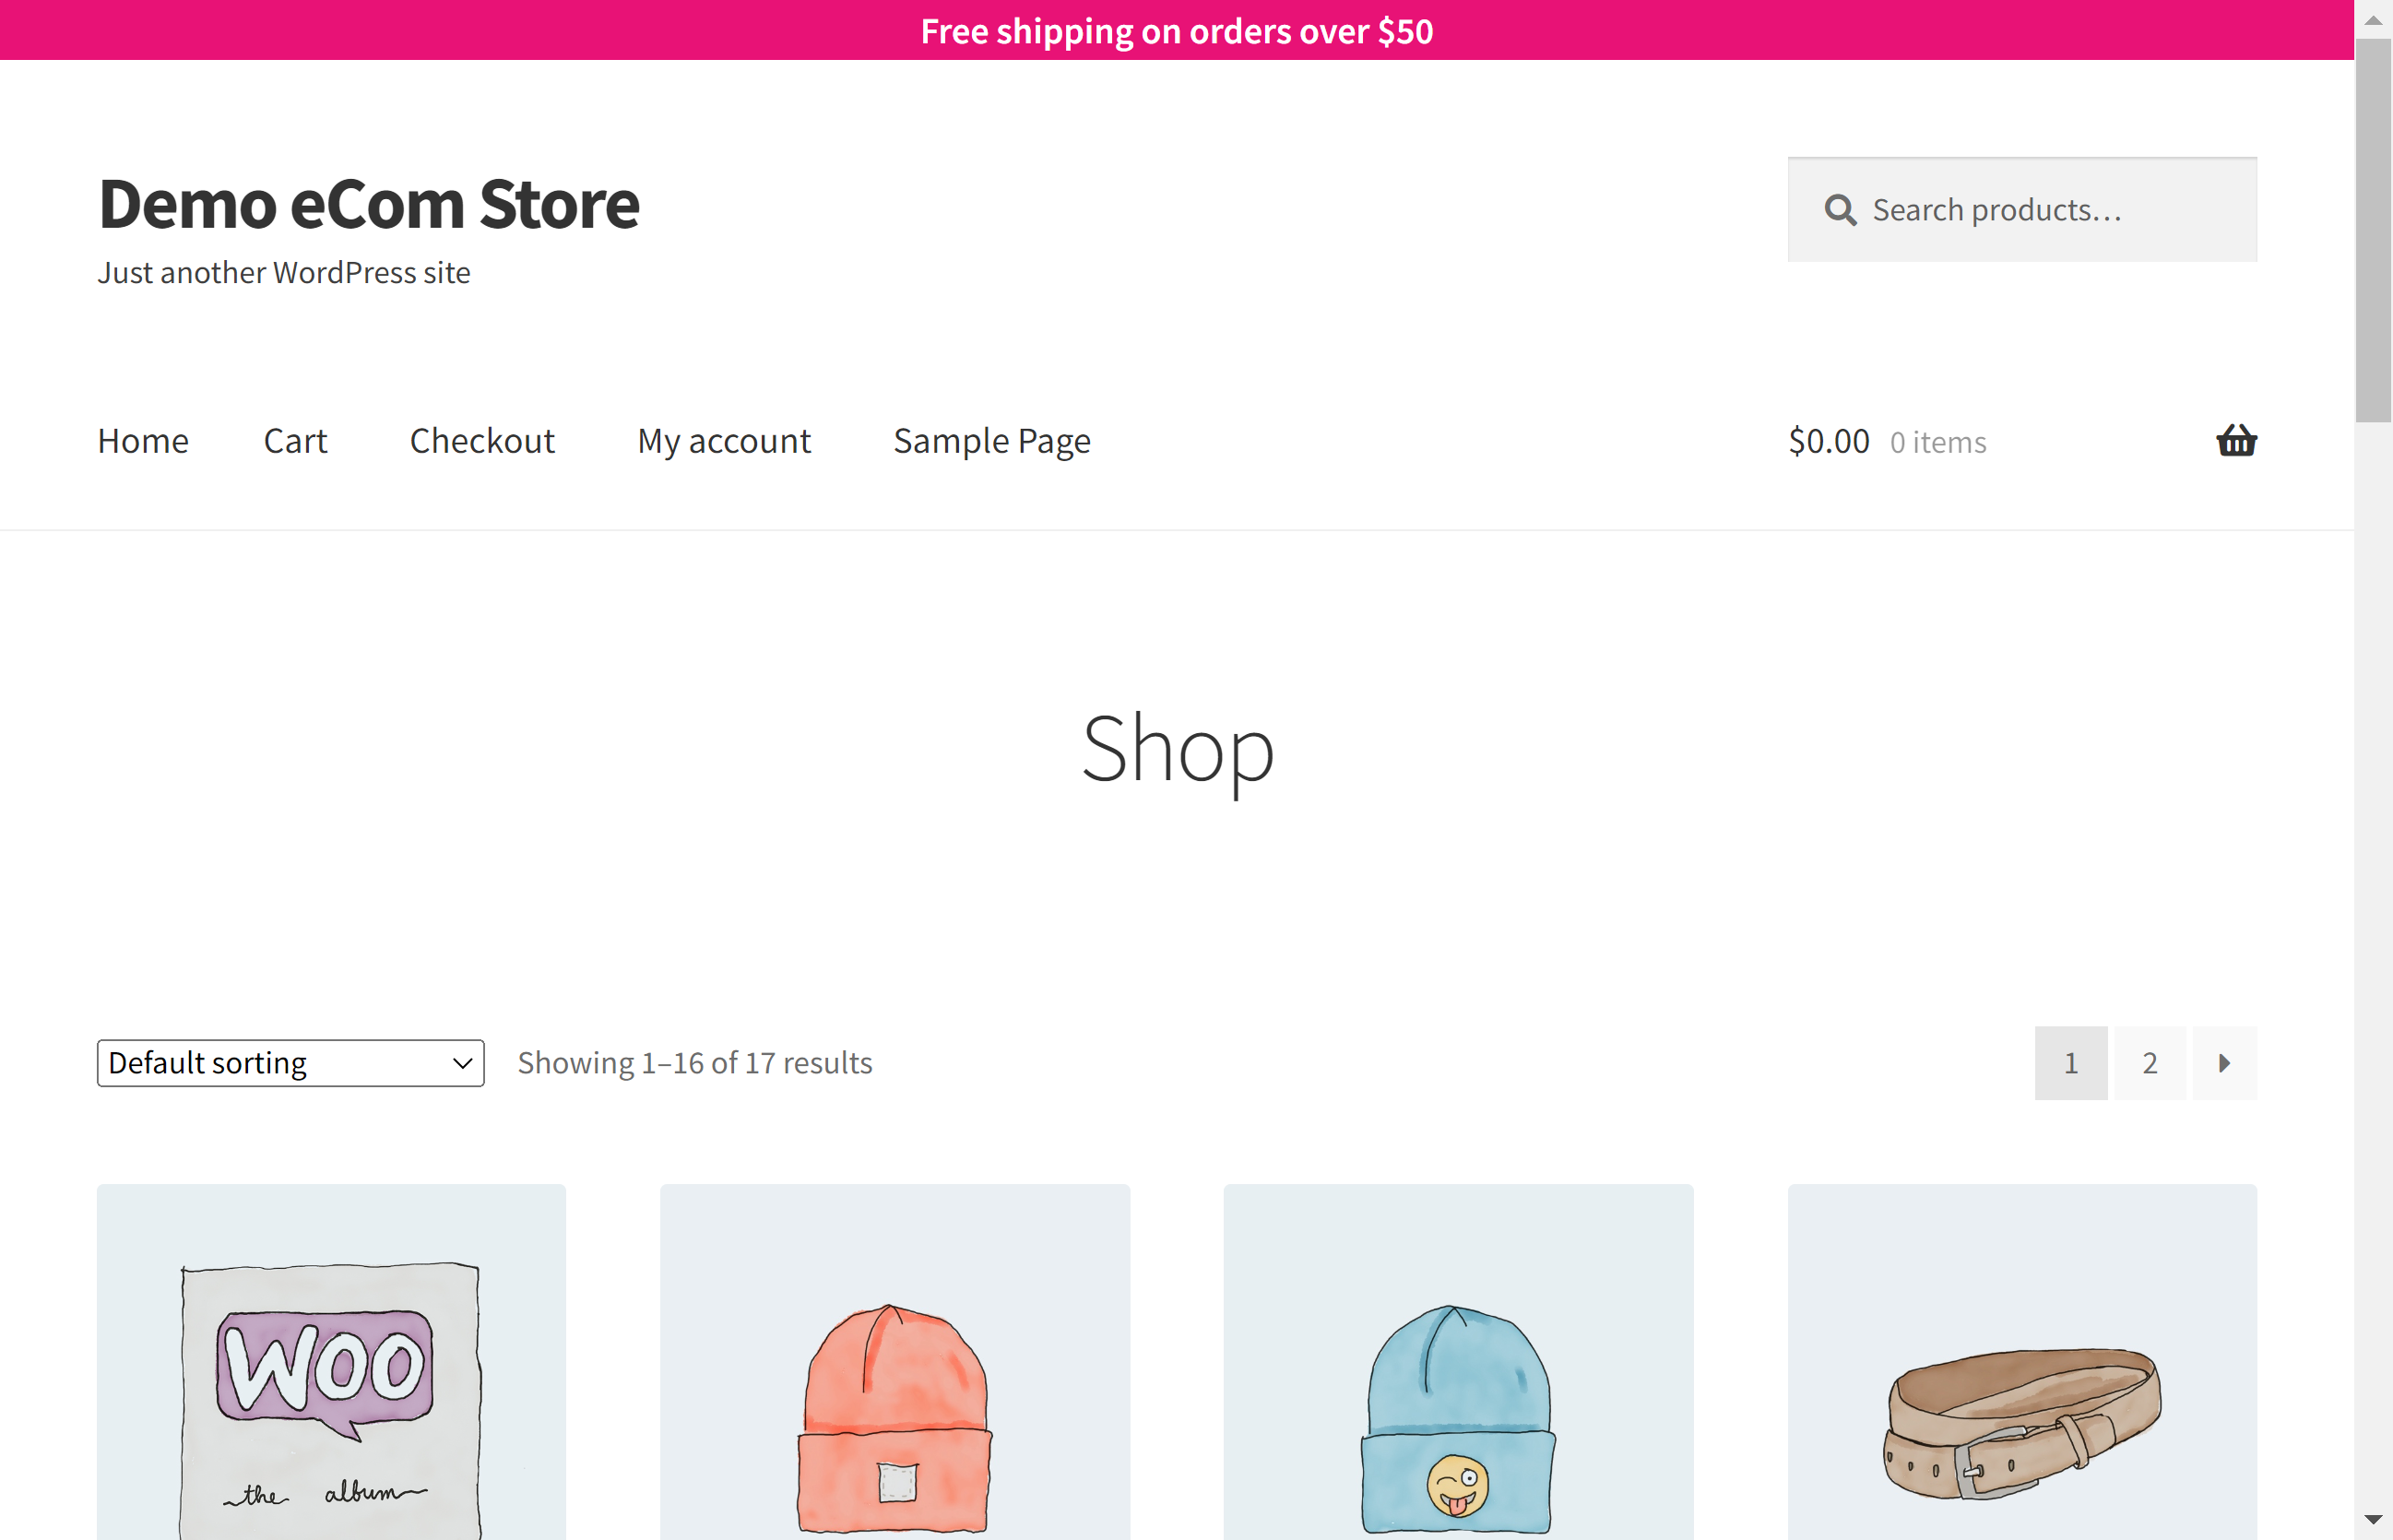 Free shipping on orders over $50
Demo eCom Store
Just another WordPress site
Search products…
Home Cart Checkout My account Sample Page $0.00 0 items
Shop
Default sorting Showing 1–16 of 17 results 1 2
WOO
the album